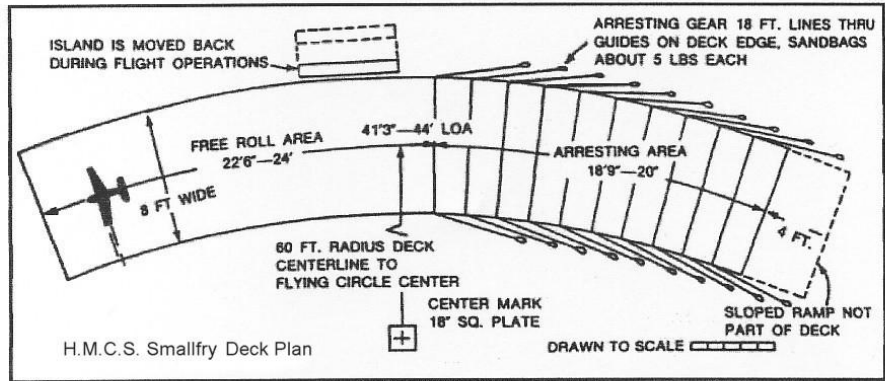 ISLAND IS MOVED BACK
DURING FLIGHT OPERATIONS
ARRESTING GEAR 18 FT. LINES THRU
GUIDES ON DECK EDGE, SANDBAGS
ABOUT 5 LBS EACH
FREE ROLL AREA
22'6"—24'
41'3"—44' LOA
ARRESTING AREA
18'9"—20"
8 FT WIDE
4 FT.
60 FT. RADIUS DECK
CENTERLINE TO
FLYING CIRCLE CENTER
CENTER MARK
18" SQ. PLATE
SLOPED RAMP NOT
PART OF DECK
H.M.C.S. Smallfry Deck Plan
DRAWN TO SCALE